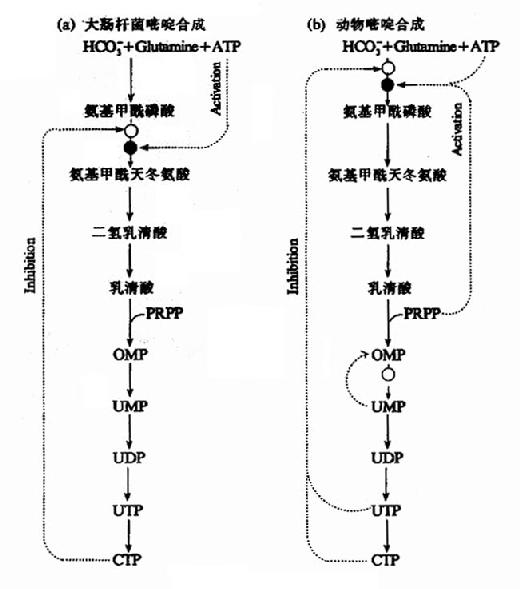 (a) 大肠杆菌嘧啶合成
HCO₃⁻+Glutamine+ATP
Activation
氨基甲酰磷酸
氨基甲酰天冬氨酸
二氢乳清酸
Inhibition
乳清酸
PRPP
OMP
UMP
UDP
UTP
CTP
(b) 动物嘧啶合成
HCO₃⁻+Glutamine+ATP
Activation
氨基甲酰磷酸
氨基甲酰天冬氨酸
二氢乳清酸
Inhibition
乳清酸
PRPP
OMP
UMP
UDP
UTP
CTP